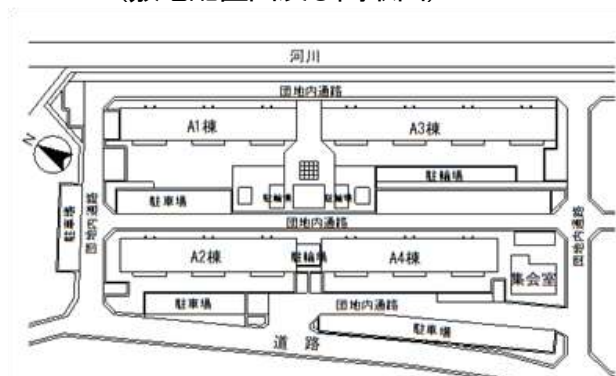 河川
団地内通路
A1棟
A3棟
N
駐輪場
駐車場
駐輪場
駐輪場
駐車場
団地内通路
団地内通路
団地内通路
A2棟
駐輪場
A4棟
集会室
駐車場
団地内通路
駐車場
道路